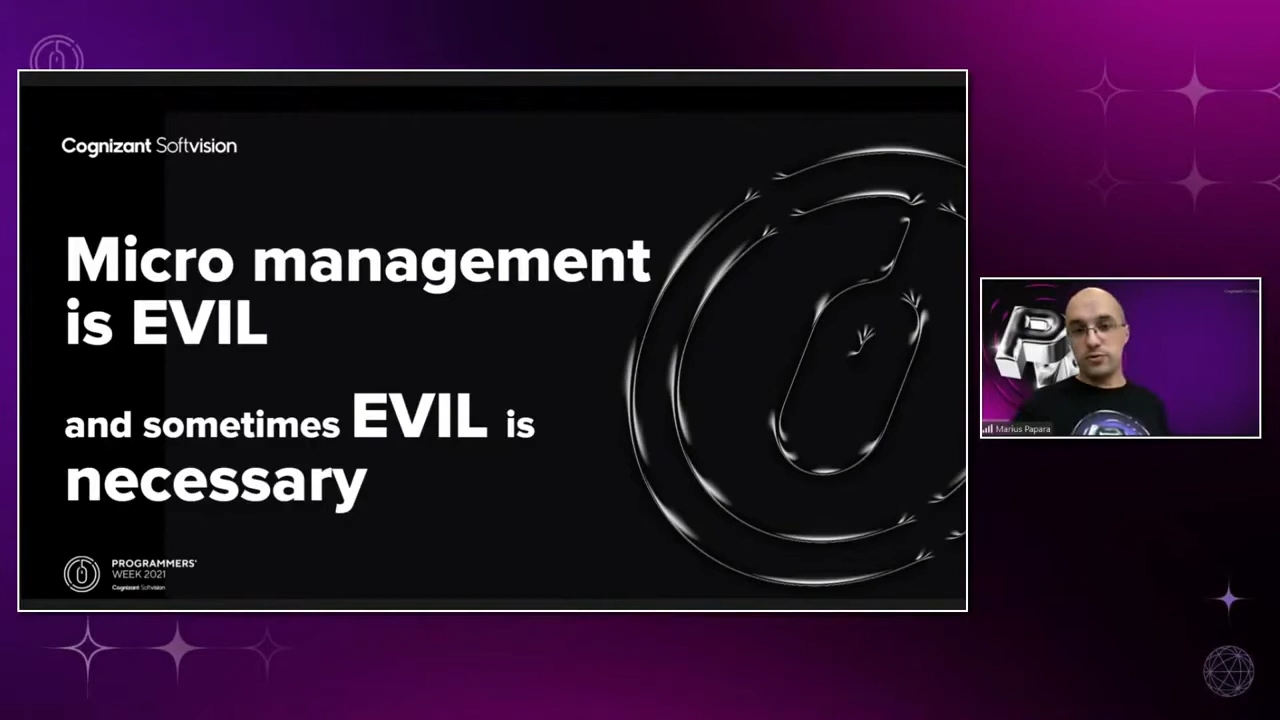 Cognizant Softvision
Micro management
is EVIL
and sometimes EVIL is
necessary
PROGRAMMERS'
WEEK 2021
Cognizant Softvision
Marius Papara